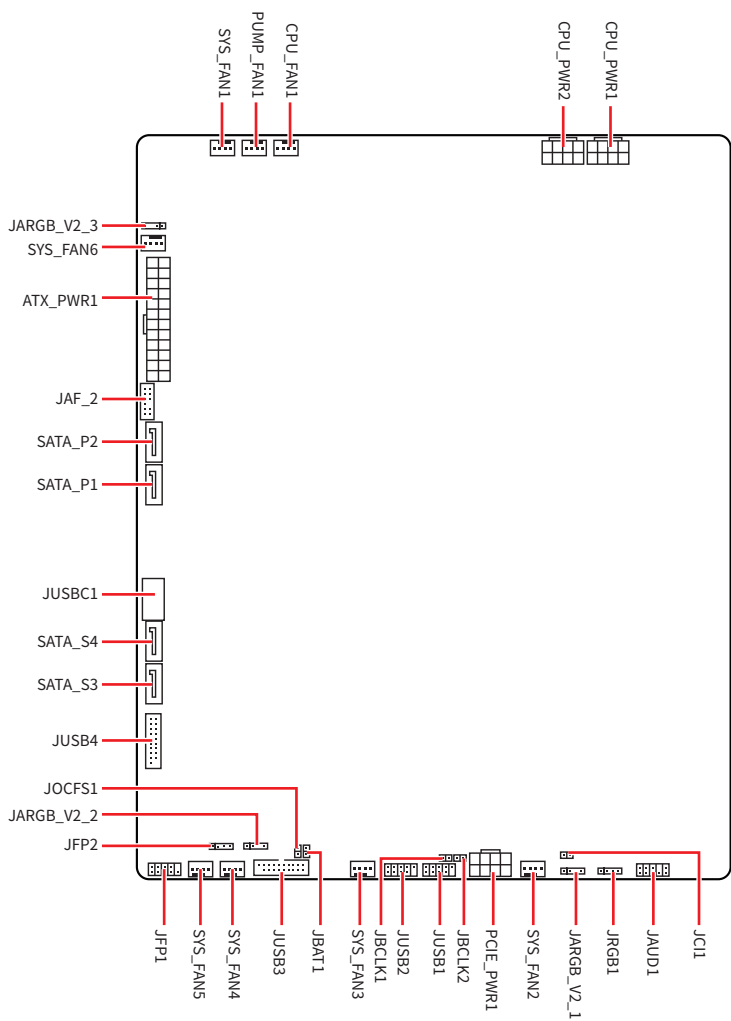 SYS_FAN1
PUMP_FAN1
CPU_FAN1
CPU_PWR2
CPU_PWR1
JARGB_V2_3
SYS_FAN6
ATX_PWR1
JAF_2
SATA_P2
SATA_P1
JUSBC1
SATA_S4
SATA_S3
JUSB4
JOCFS1
JARGB_V2_2
JFP2
JFP1
SYS_FAN5
SYS_FAN4
JUSB3
JBAT1
SYS_FAN3
JBCLK1
JUSB2
JUSB1
JBCLK2
PCIE_PWR1
SYS_FAN2
JARGB_V2_1
JRGB1
JAUD1
JCI1